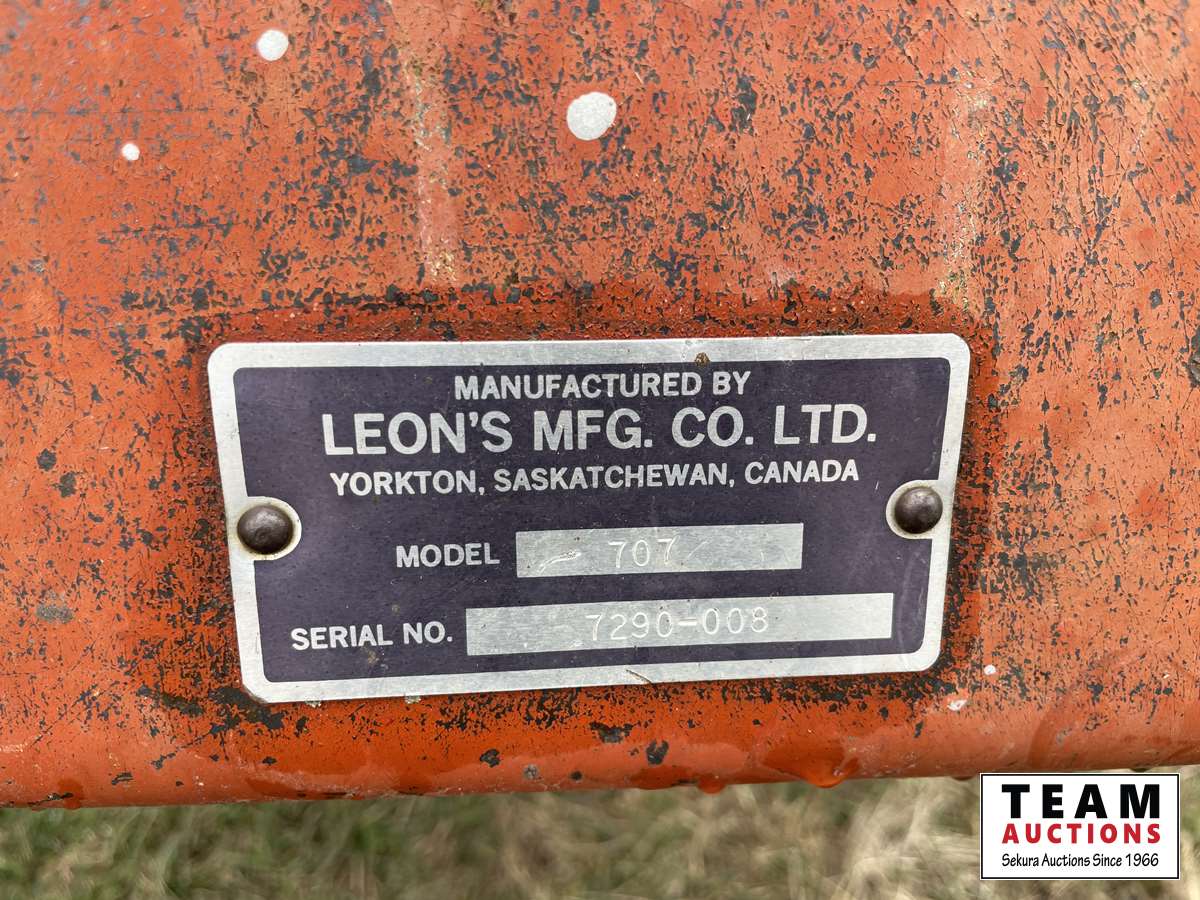 MANUFACTURED BY
LEON'S MFG. CO. LTD.
YORKTON, SASKATCHEWAN, CANADA
MODEL 707
SERIAL NO. 7290-008
TEAM
AUCTIONS
Sekura Auctions Since 1966